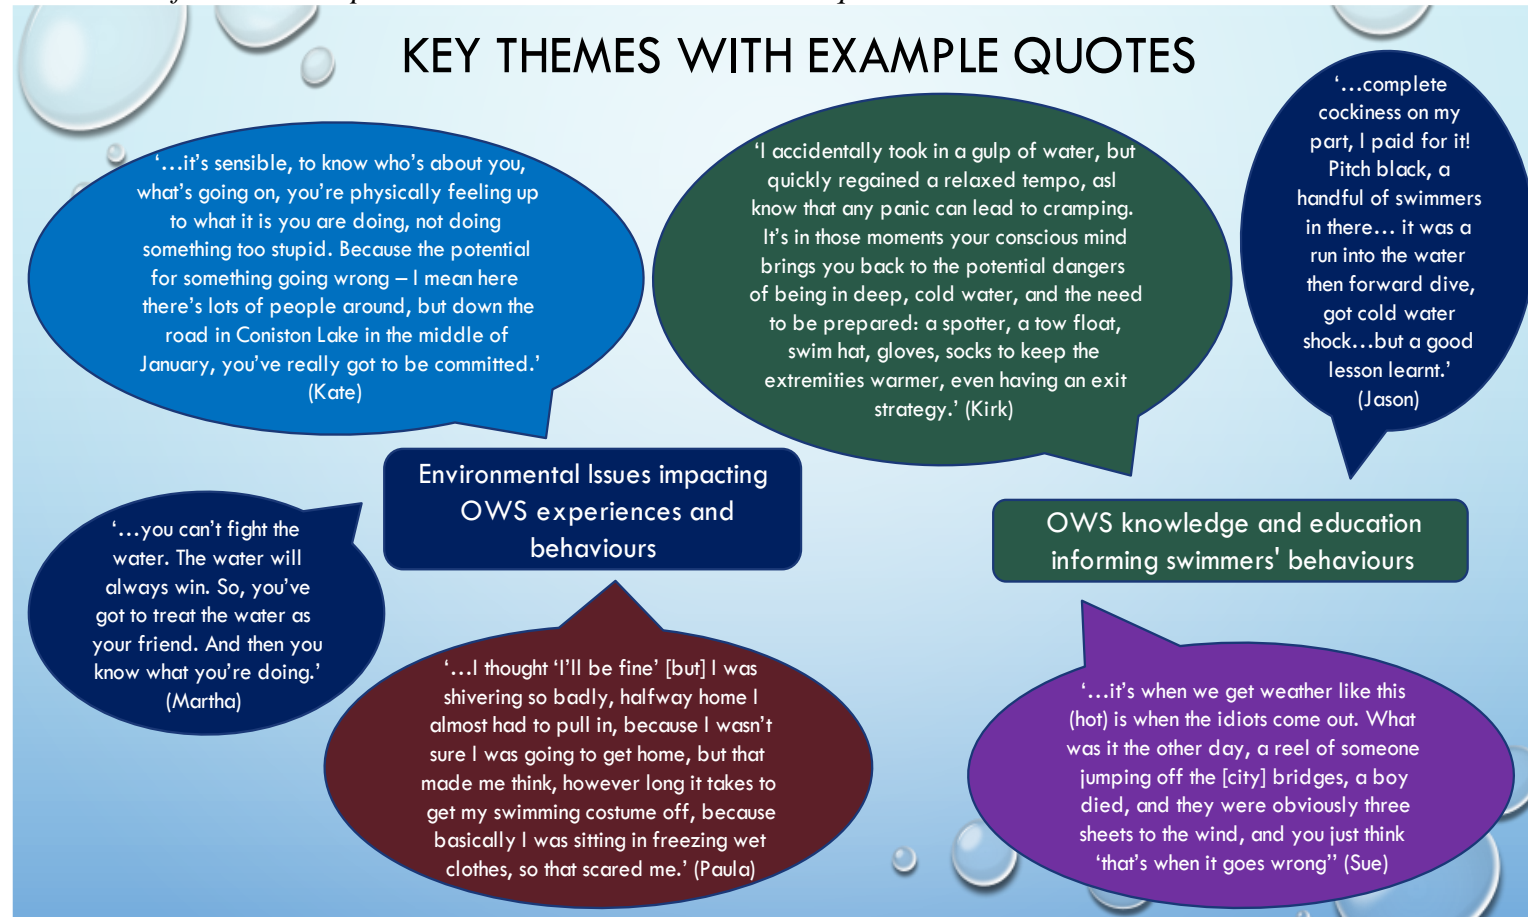 KEY THEMES WITH EXAMPLE QUOTES
‘…it’s sensible, to know who’s about you,
what’s going on, you’re physically feeling up
to what it is you are doing, not doing
something too stupid. Because the potential
for something going wrong – I mean here
there’s lots of people around, but down the
road in Coniston Lake in the middle of
January, you’ve really got to be committed.’
(Kate)
‘I accidentally took in a gulp of water, but
quickly regained a relaxed tempo, asI
know that any panic can lead to cramping.
It’s in those moments your conscious mind
brings you back to the potential dangers
of being in deep, cold water, and the need
to be prepared: a spotter, a tow float,
swim hat, gloves, socks to keep the
extremities warmer, even having an exit
strategy.’ (Kirk)
‘…complete
cockiness on my
part, I paid for it!
Pitch black, a
handful of swimmers
in there… it was a
run into the water
then forward dive,
got cold water
shock…but a good
lesson learnt.’
(Jason)
Environmental Issues impacting
OWS experiences and
behaviours
OWS knowledge and education
informing swimmers' behaviours
‘…you can’t fight the
water. The water will
always win. So, you’ve
got to treat the water as
your friend. And then you
know what you’re doing.’
(Martha)
‘…I thought ‘I’ll be fine’ [but] I was
shivering so badly, halfway home I
almost had to pull in, because I wasn’t
sure I was going to get home, but that
made me think, however long it takes to
get my swimming costume off, because
basically I was sitting in freezing wet
clothes, so that scared me.’ (Paula)
‘…it’s when we get weather like this
(hot) is when the idiots come out. What
was it the other day, a reel of someone
jumping off the [city] bridges, a boy
died, and they were obviously three
sheets to the wind, and you just think
‘that’s when it goes wrong’’ (Sue)